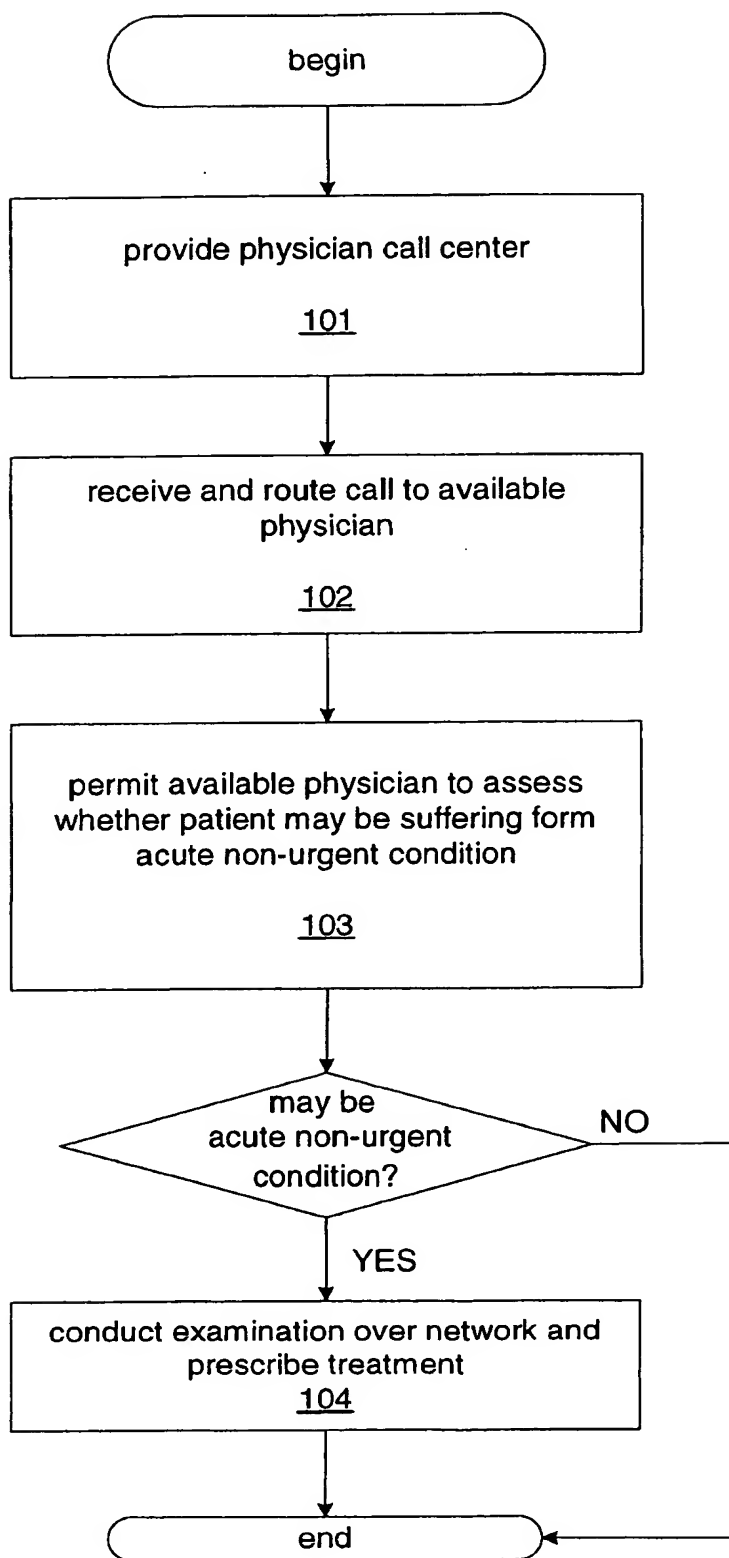 begin
provide physician call center
101
receive and route call to available
physician
102
permit available physician to assess
whether patient may be suffering form
acute non-urgent condition
103
may be
acute non-urgent
condition?
NO
YES
conduct examination over network and
prescribe treatment
104
end